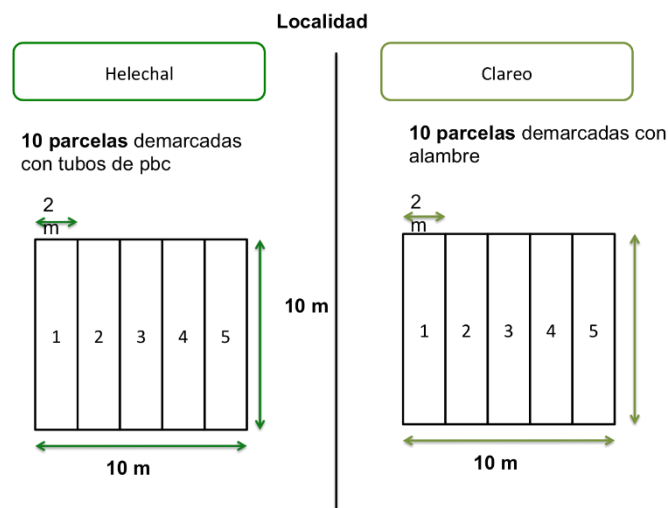 Localidad
Helechal
10 parcelas demarcadas
con tubos de pbc
2
m
1 2 3 4 5
10 m
10 m
Clareo
10 parcelas demarcadas con
alambre
2
m
1 2 3 4 5
10 m